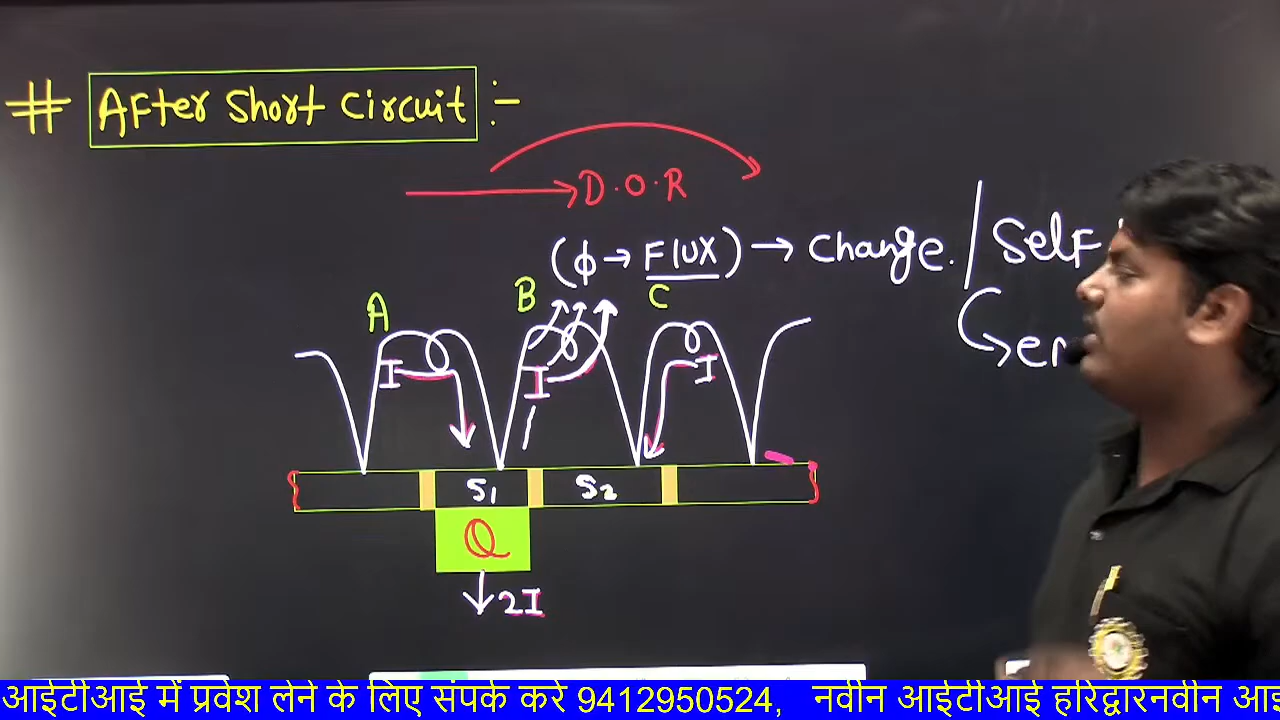 # After Short Circuit :-
D.O.R
(ϕ → Flux) → Change. / Self
A B C
I I I
S1 S2
Q
↓ 2I
आईटीआई में प्रवेश लेने के लिए संपर्क करे 9412950524, नवीन आईटीआई हरिद्वारनवीन